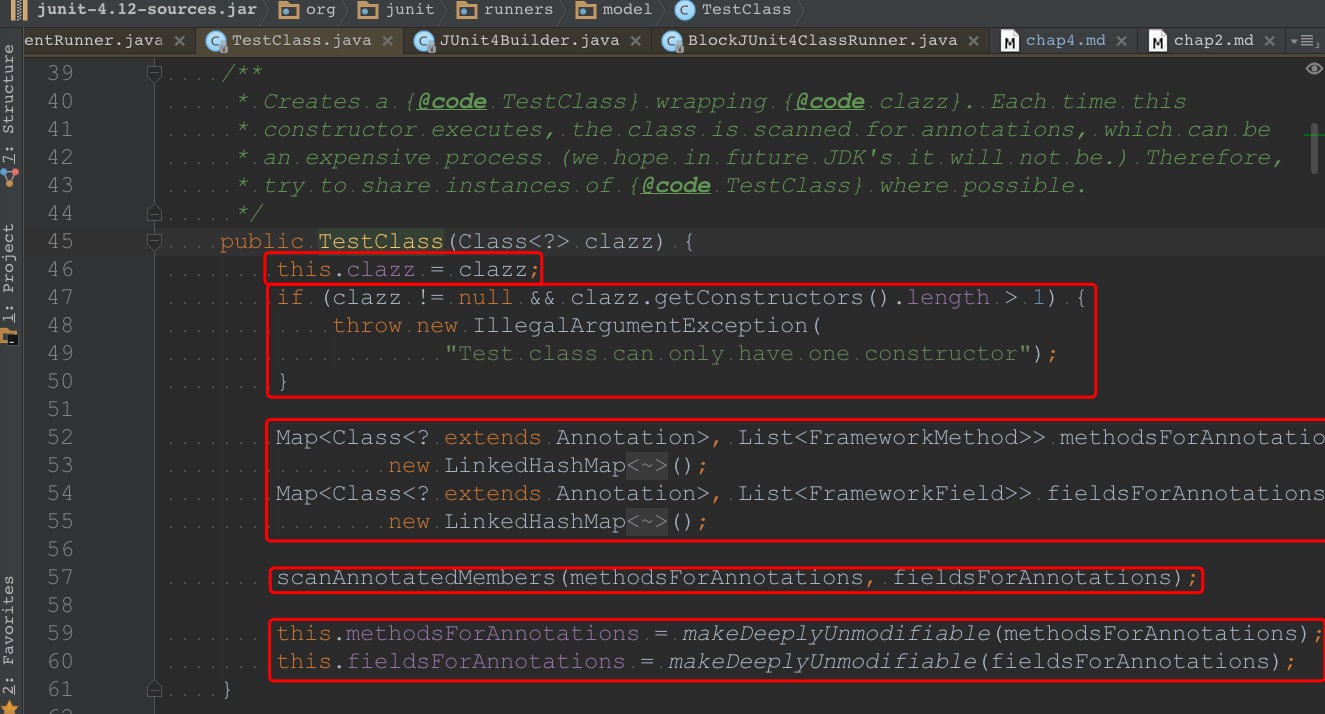 junit-4.12-sources.jar org junit runners model TestClass
entRunner.java TestClass.java JUnit4Builder.java BlockJUnit4ClassRunner.java chap4.md chap2.md
7: Structure
1: Project
2: Favorites
39 /**
40 * Creates a {@code TestClass} wrapping {@code clazz}. Each time this
41 * constructor executes, the class is scanned for annotations, which can be
42 * an expensive process (we hope in future JDK's it will not be.) Therefore,
43 * try to share instances of {@code TestClass} where possible.
44 */
45 public TestClass(Class<?> clazz) {
46 this.clazz = clazz;
47 if (clazz != null && clazz.getConstructors().length > 1) {
48 throw new IllegalArgumentException(
49 "Test class can only have one constructor");
50 }
51
52 Map<Class<? extends Annotation>, List<FrameworkMethod>> methodsForAnnotatio
53 new LinkedHashMap<~>();
54 Map<Class<? extends Annotation>, List<FrameworkField>> fieldsForAnnotations
55 new LinkedHashMap<~>();
56
57 scanAnnotatedMembers(methodsForAnnotations, fieldsForAnnotations);
58
59 this.methodsForAnnotations = makeDeeplyUnmodifiable(methodsForAnnotations);
60 this.fieldsForAnnotations = makeDeeplyUnmodifiable(fieldsForAnnotations);
61 }